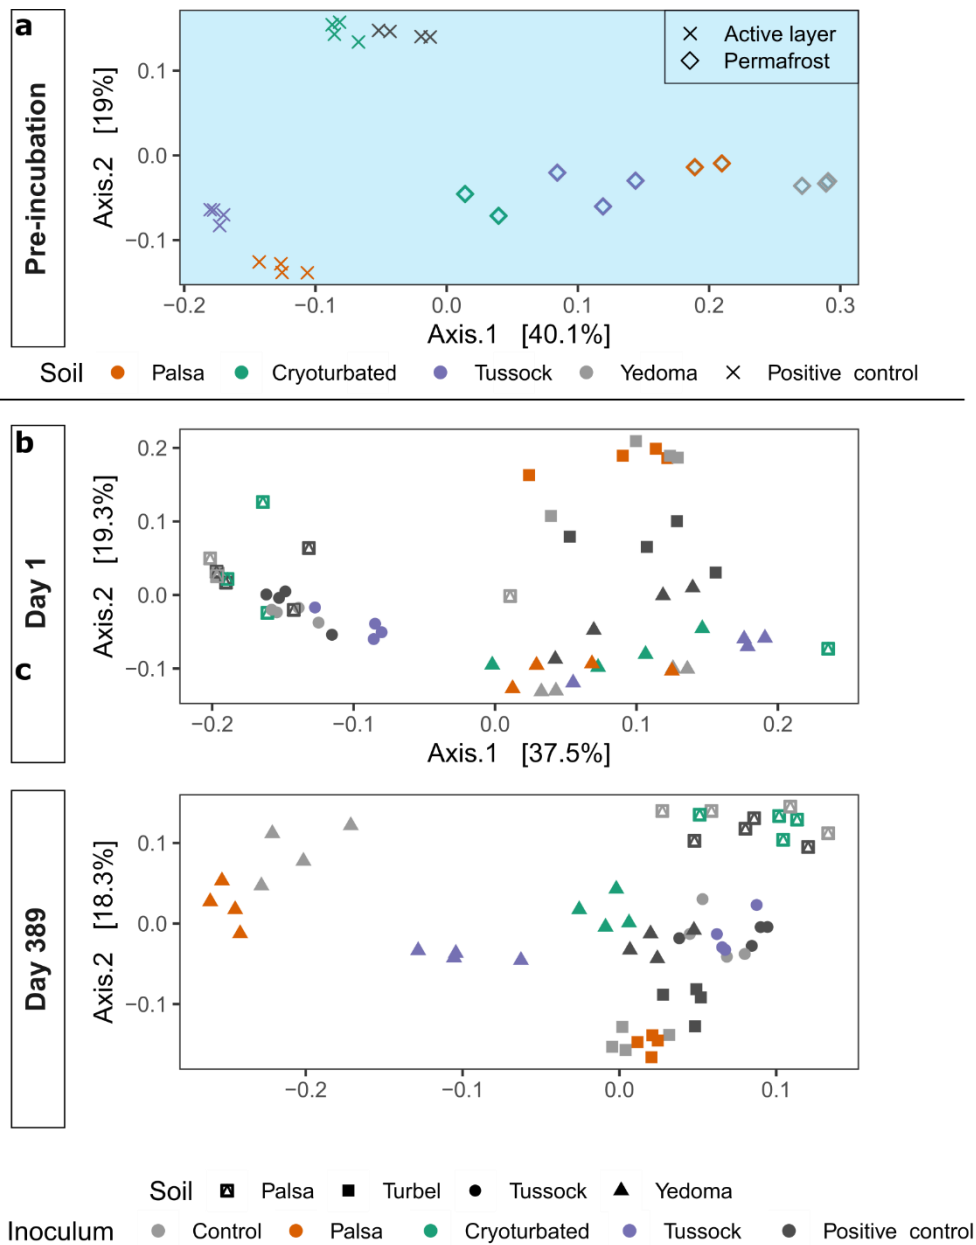 a
Pre-incubation
Axis.2 [19%]
0.1
0.0
−0.1
Active layer
Permafrost
−0.2 −0.1 0.0 0.1 0.2 0.3
Axis.1 [40.1%]
Soil Palsa Cryoturbated Tussock Yedoma Positive control
b
Day 1
Axis.2 [19.3%]
0.2
0.1
0.0
−0.1
c
−0.2 −0.1 0.0 0.1 0.2
Axis.1 [37.5%]
Day 389
Axis.2 [18.3%]
0.1
0.0
−0.1
−0.2 −0.1 0.0 0.1
Soil Palsa Turbel Tussock Yedoma
Inoculum Control Palsa Cryoturbated Tussock Positive control